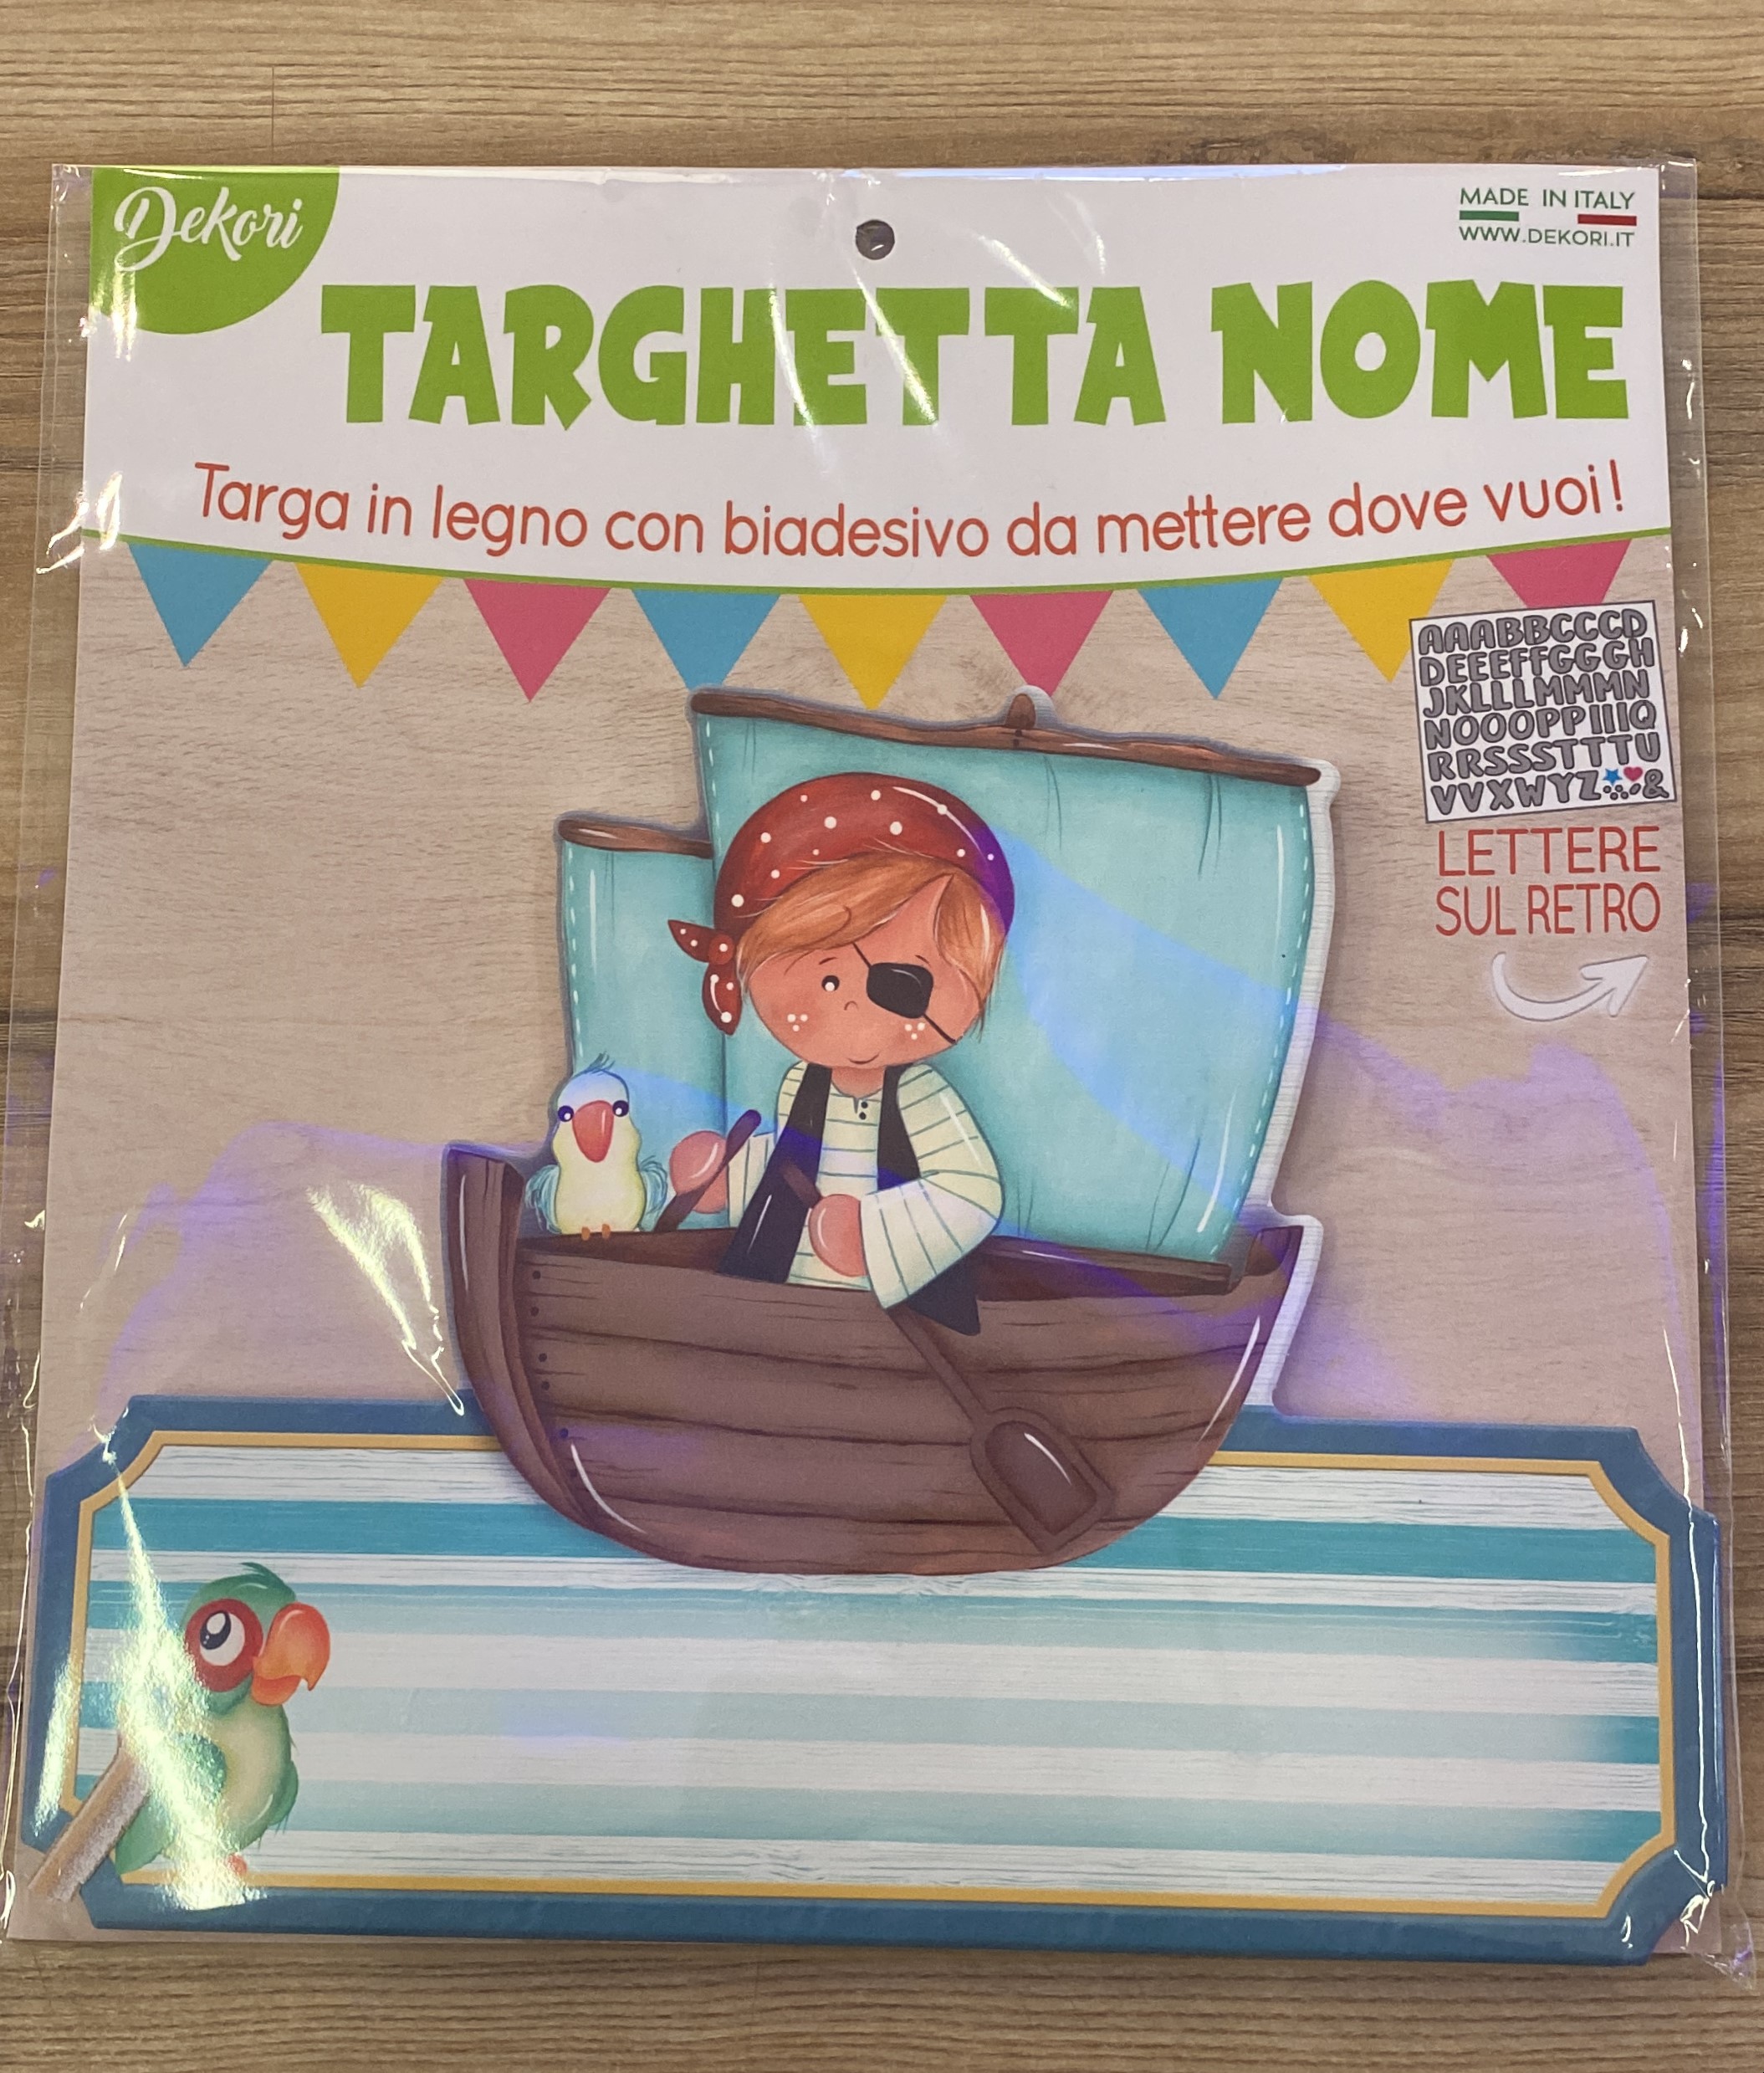 Dekori
MADE IN ITALY
WWW.DEKORI.IT
TARGHETTA NOME
Targa in legno con biadesivo da mettere dove vuoi!
AAABBCCCD
DEEEFFGGGH
JKLLLMMMN
NOOOPPIIIQ
RRSSSTTTU
VVXWYZ &
LETTERE
SUL RETRO